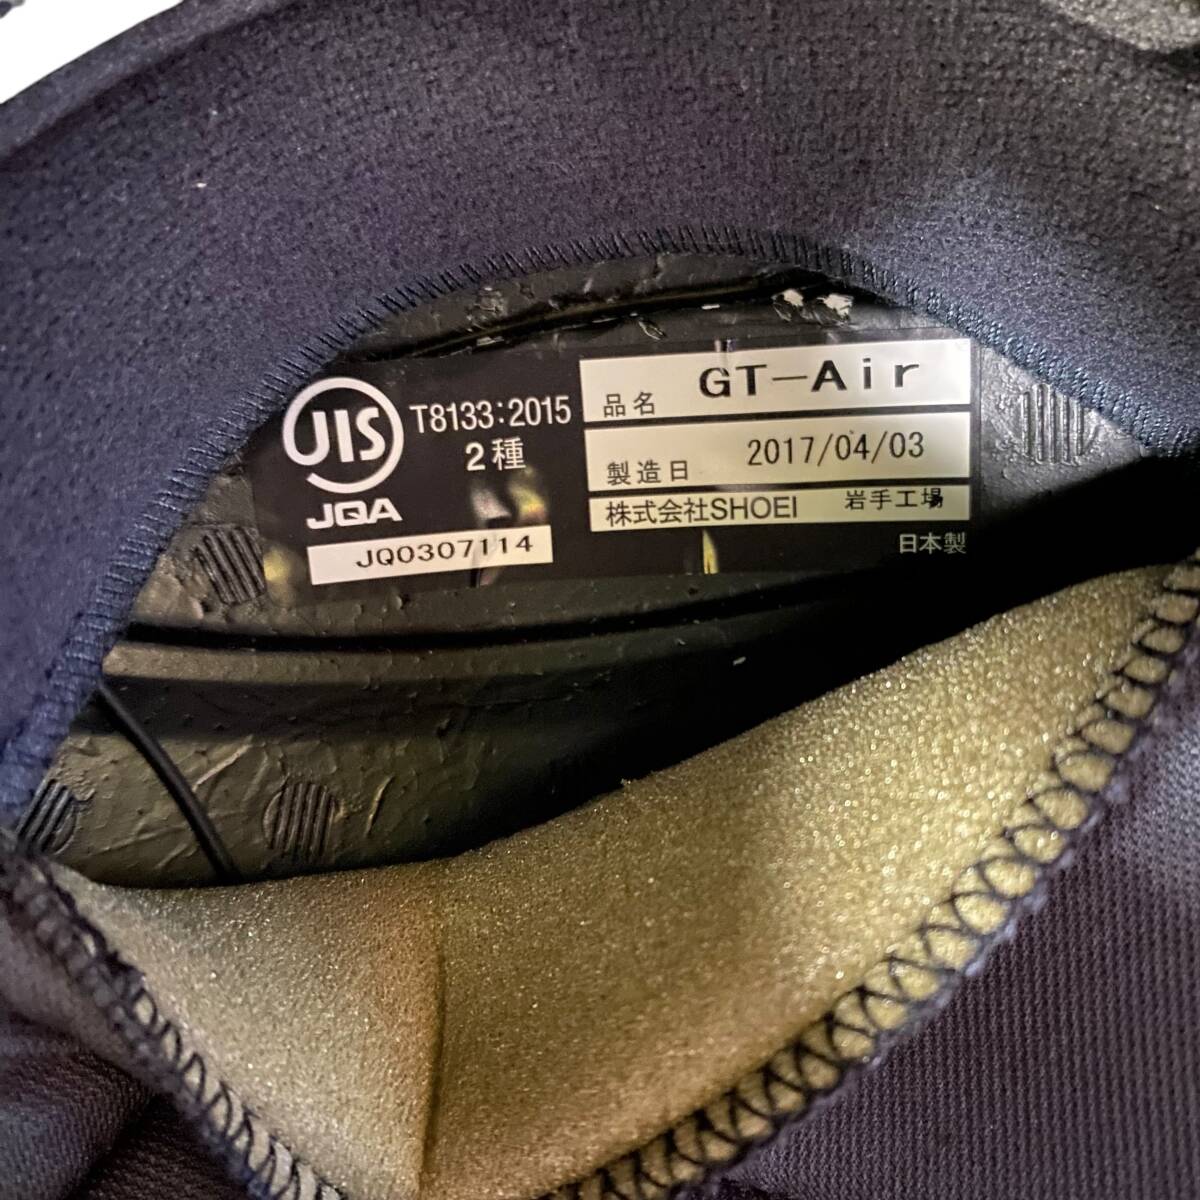 JIS
T8133:2015
2種
JQA
JQ0307114
品名 GT-Air
製造日 2017/04/03
株式会社SHOEI 岩手工場
日本製